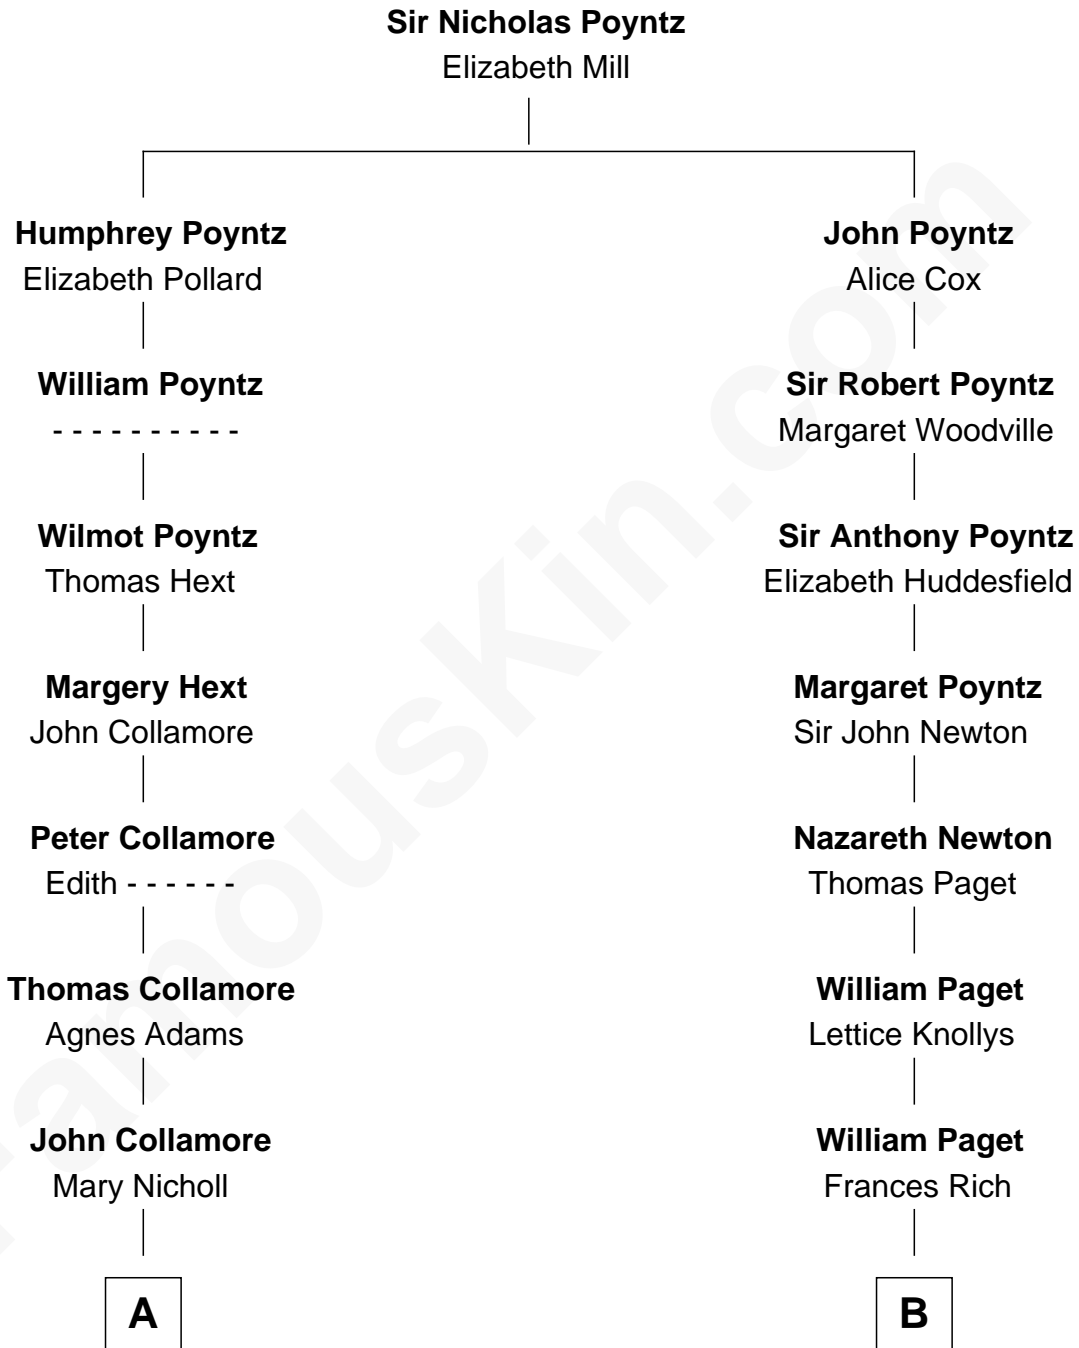 Sir Nicholas Poyntz
Elizabeth Mill
Humphrey Poyntz
Elizabeth Pollard
John Poyntz
Alice Cox
William Poyntz
- - - - - - - - - -
Sir Robert Poyntz
Margaret Woodville
Wilmot Poyntz
Thomas Hext
Sir Anthony Poyntz
Elizabeth Huddesfield
Margery Hext
John Collamore
Margaret Poyntz
Sir John Newton
Peter Collamore
Edith - - - - - -
Nazareth Newton
Thomas Paget
Thomas Collamore
Agnes Adams
William Paget
Lettice Knollys
John Collamore
Mary Nicholl
William Paget
Frances Rich
A
B
FamousKin.com